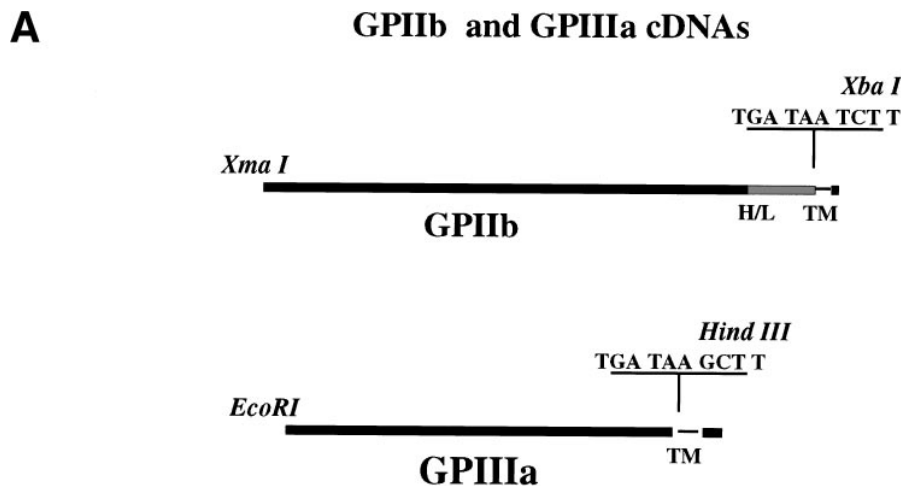 A
GPIIb and GPIIIa cDNAs
Xba I
TGA TAA TCT T
Xma I
H/L TM
GPIIb
Hind III
TGA TAA GCT T
EcoRI
TM
GPIIIa